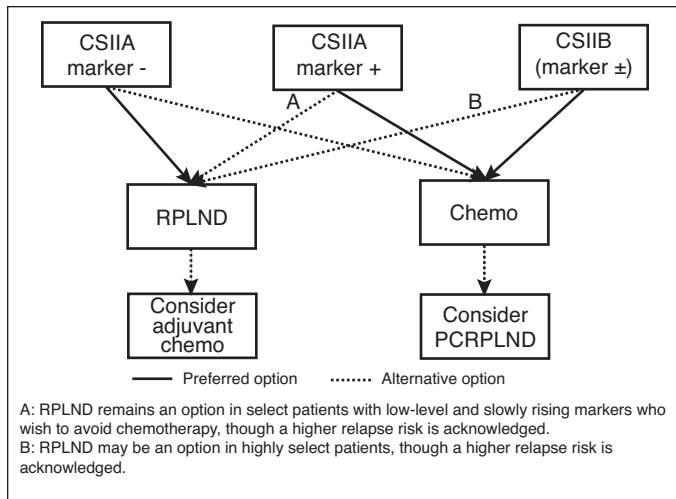 CSIIA
marker -
CSIIA
marker +
CSIIB
(marker ±)
A
B
RPLND
Chemo
Consider
adjuvant
chemo
Consider
PCRPLND
Preferred option
Alternative option
A: RPLND remains an option in select patients with low-level and slowly rising markers who
wish to avoid chemotherapy, though a higher relapse risk is acknowledged.
B: RPLND may be an option in highly select patients, though a higher relapse risk is
acknowledged.